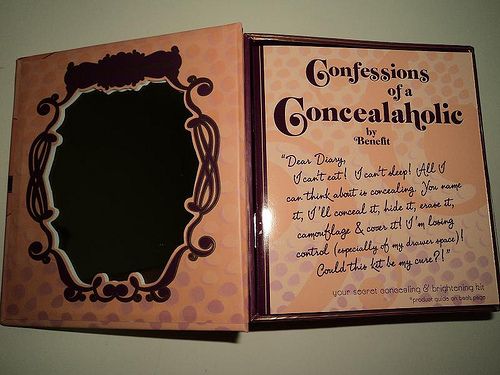 Confessions
of a
Concealaholic
by
Benefit
"Dear Diary,
I can't eat! I can't sleep! All I
can think about is concealing. You name
it, I'll conceal it, hide it, erase it,
camouflage & cover it! I'm losing
control (especially of my drawer space)!
Could this kit be my cure?!"
your secret concealing & brightening kit
*product guide on back page